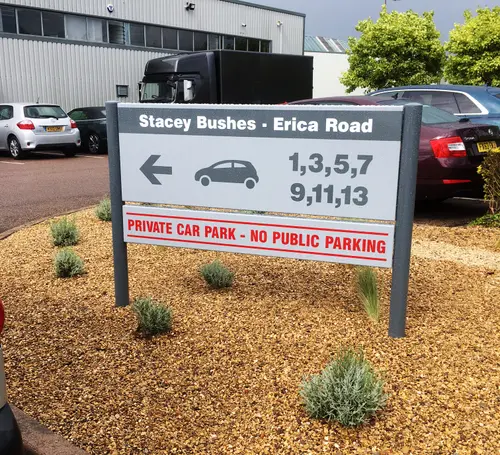 Stacey Bushes - Erica Road
1,3,5,7
9,11,13
PRIVATE CAR PARK - NO PUBLIC PARKING